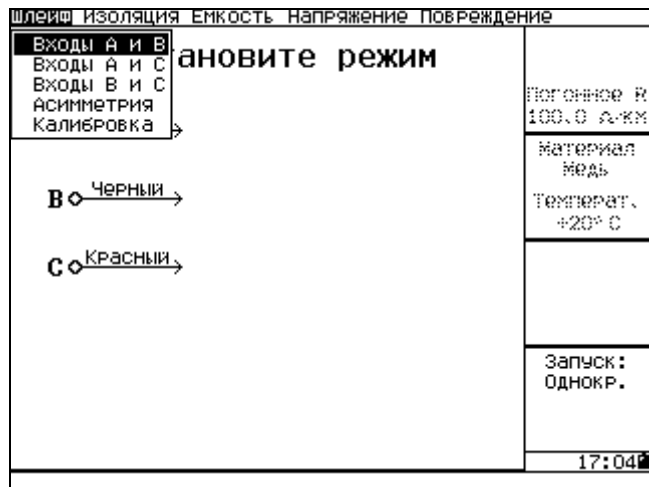 Шлейф Изоляция Емкость Напряжение Повреждение
Входы А и В
Входы А и С
Входы В и С
Асимметрия
Калибровка
ановите режим
В Черный
С Красный
Погонное R
100.0 Д/км
Материал
Медь
Температ.
+20° С
Запуск:
Однокр.
17:04